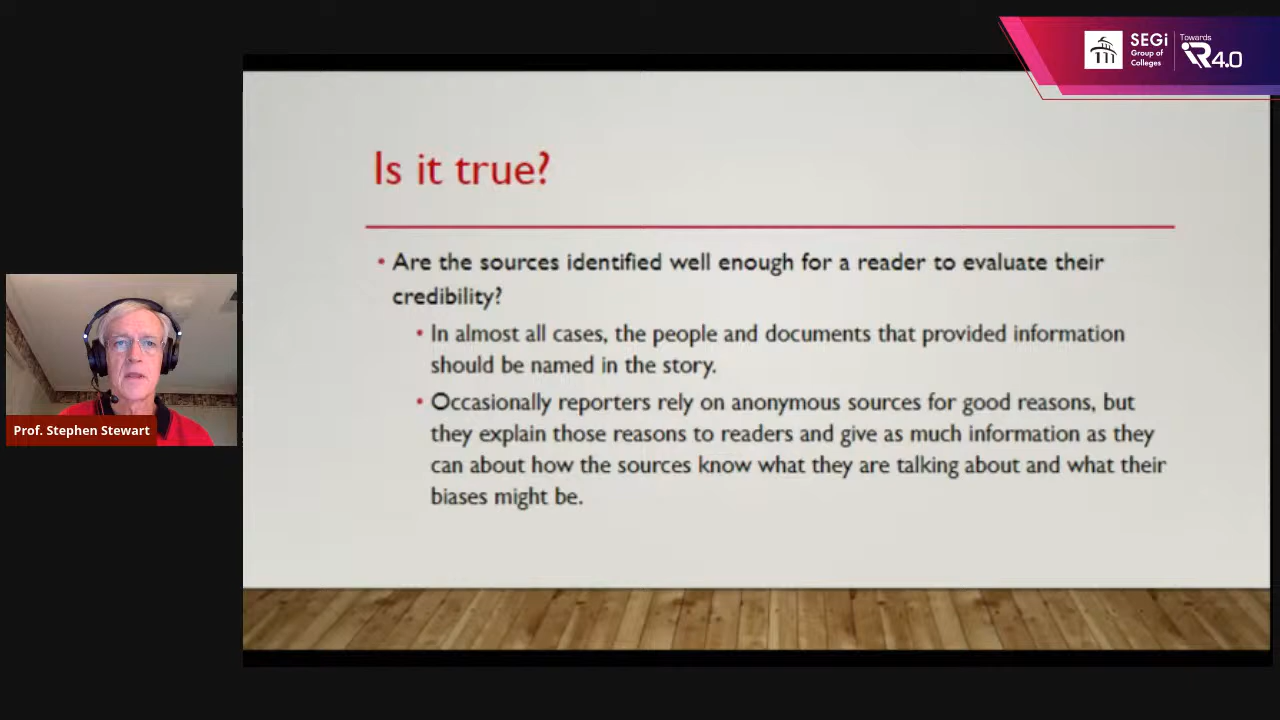 SEGi
Group of
Colleges
Towards
iR4.0
Is it true?
• Are the sources identified well enough for a reader to evaluate their
credibility?
• In almost all cases, the people and documents that provided information
should be named in the story.
• Occasionally reporters rely on anonymous sources for good reasons, but
they explain those reasons to readers and give as much information as they
can about how the sources know what they are talking about and what their
biases might be.
Prof. Stephen Stewart